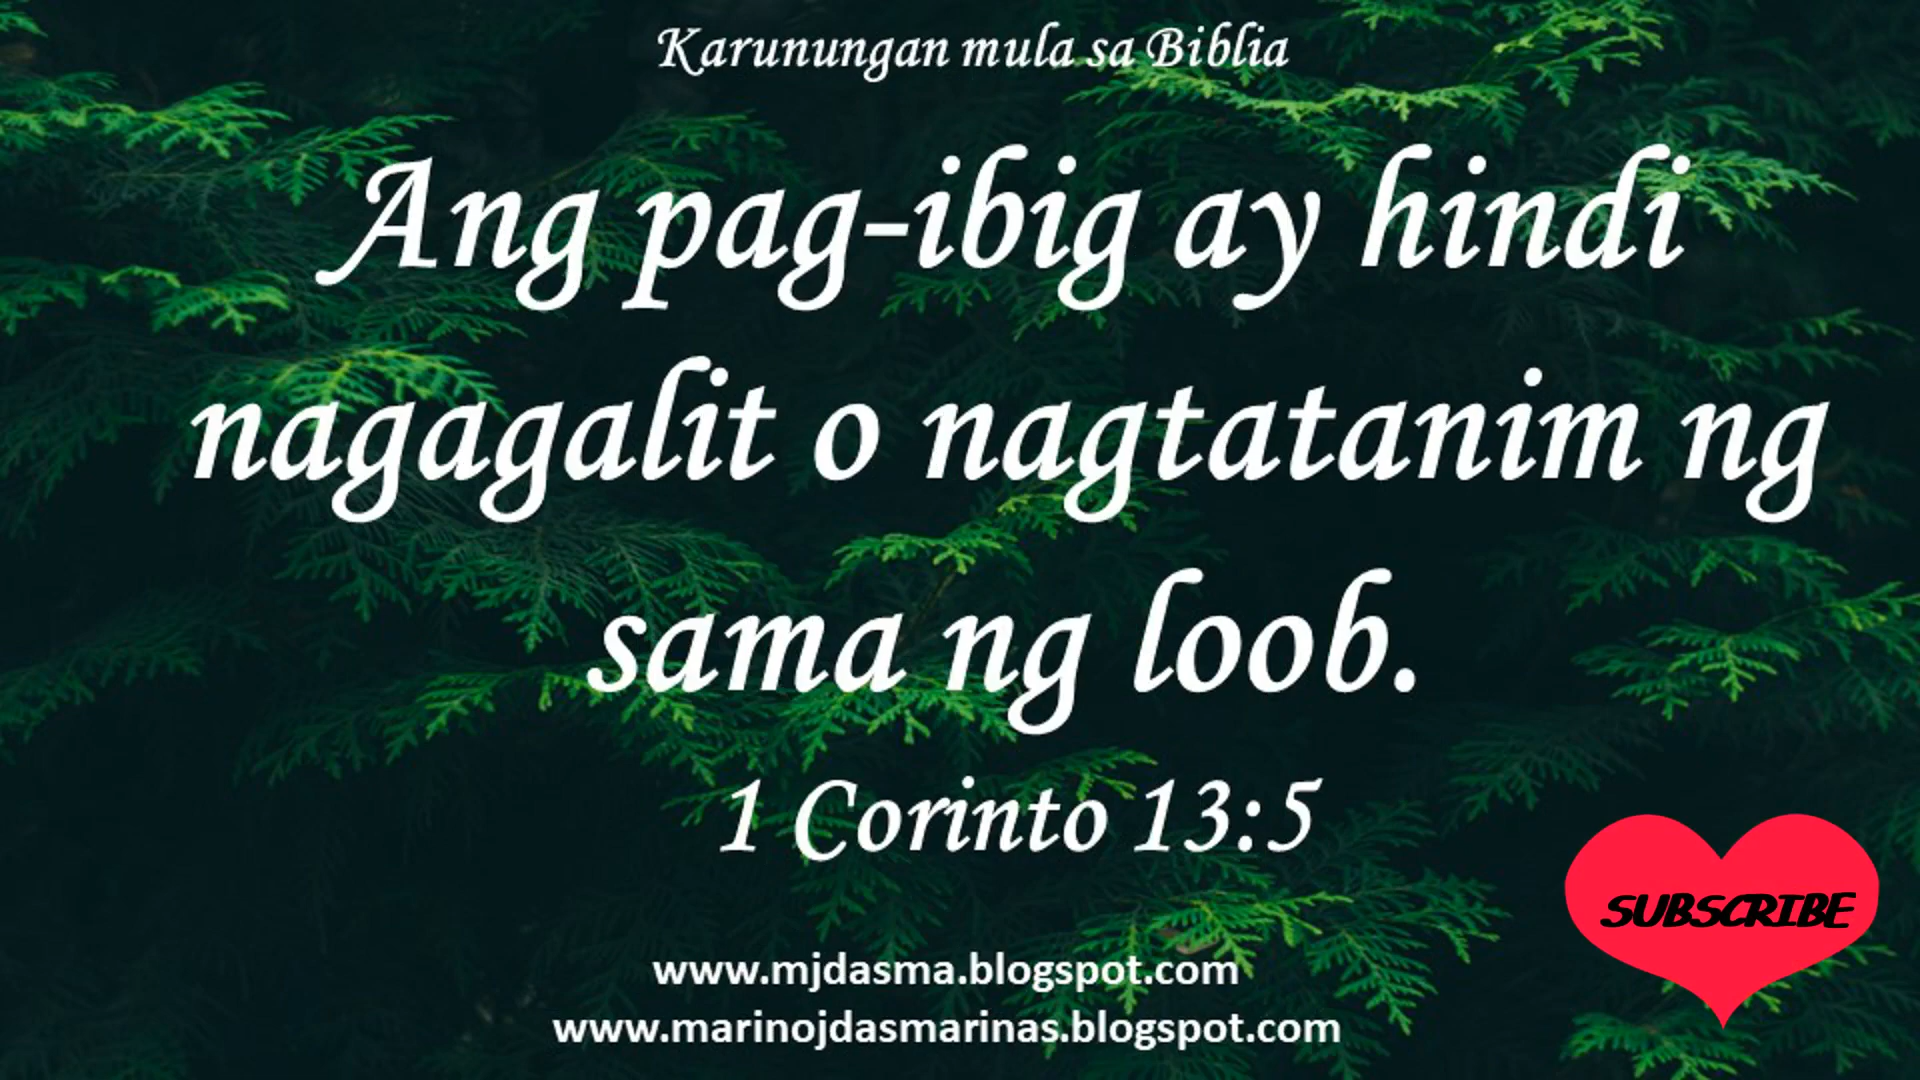 Karunungan mula sa Biblia
Ang pag-ibig ay hindi
nagagalit o nagtatanim ng
sama ng loob.
1 Corinto 13:5
SUBSCRIBE
www.mjdasma.blogspot.com
www.marinojdasmarinas.blogspot.com